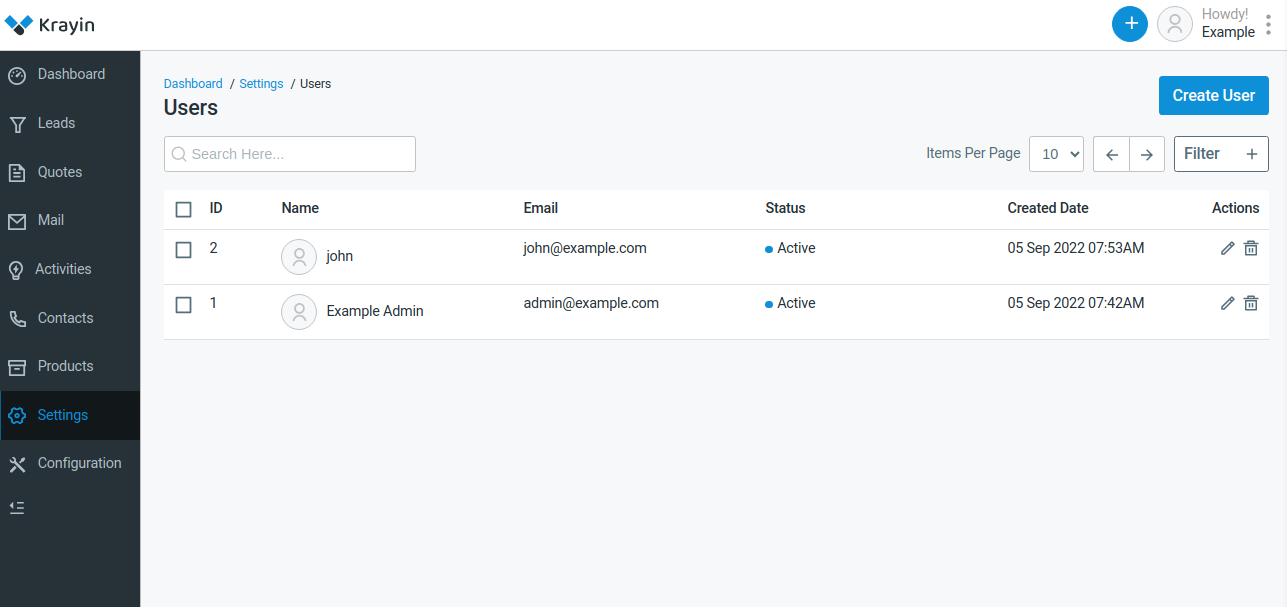 Krayin
Howdy!
Example
Dashboard
Leads
Quotes
Mail
Activities
Contacts
Products
Settings
Configuration
Dashboard / Settings / Users
Users
Create User
Search Here...
Items Per Page 10 Filter
ID Name Email Status Created Date Actions
2 john john@example.com Active 05 Sep 2022 07:53AM
1 Example Admin admin@example.com Active 05 Sep 2022 07:42AM